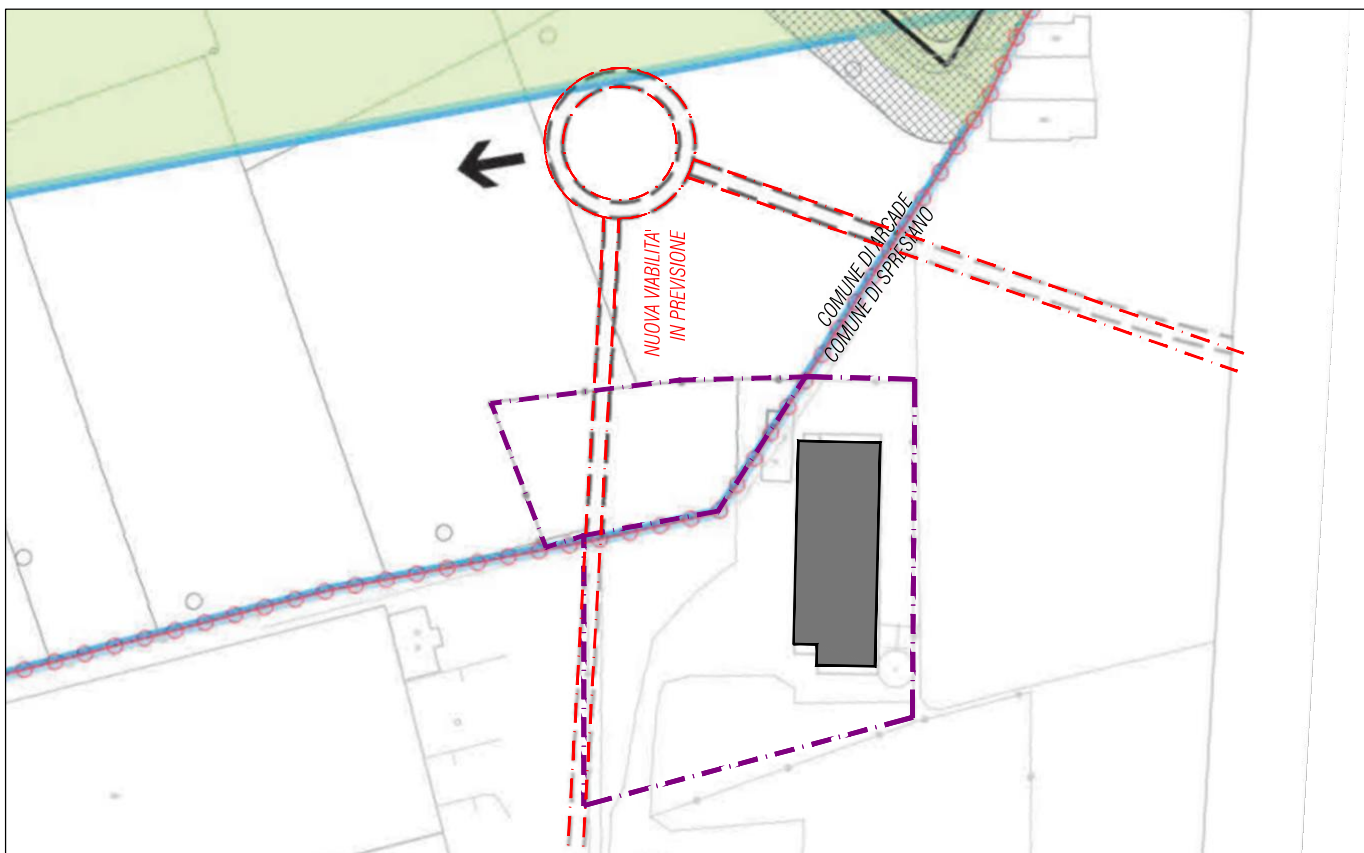 NUOVA VIABILITA'
IN PREVISIONE
COMUNE DI ARCADE
COMUNE DI SPRESIANO